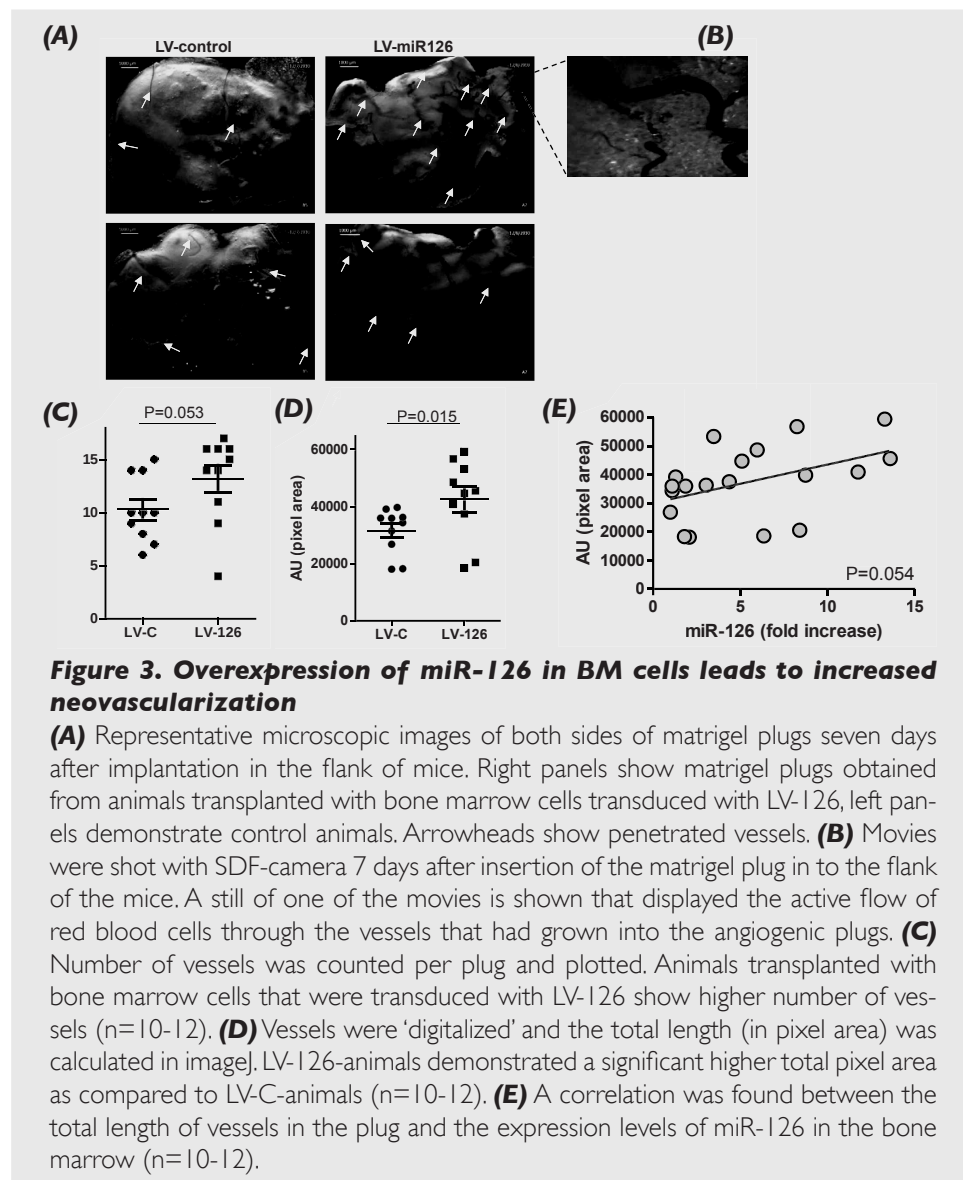 (A)
LV-control
LV-miR126
(B)
(C)
P=0.053
15
10
5
0
LV-C
LV-126
(D)
P=0.015
AU (pixel area)
60000
40000
20000
0
LV-C
LV-126
(E)
AU (pixel area)
60000
50000
40000
30000
20000
10000
0
P=0.054
0
5
10
15
miR-126 (fold increase)
Figure 3. Overexpression of miR-126 in BM cells leads to increased
neovascularization
(A) Representative microscopic images of both sides of matrigel plugs seven days
after implantation in the flank of mice. Right panels show matrigel plugs obtained
from animals transplanted with bone marrow cells transduced with LV-126, left pan-
els demonstrate control animals. Arrowheads show penetrated vessels. (B) Movies
were shot with SDF-camera 7 days after insertion of the matrigel plug in to the flank
of the mice. A still of one of the movies is shown that displayed the active flow of
red blood cells through the vessels that had grown into the angiogenic plugs. (C)
Number of vessels was counted per plug and plotted. Animals transplanted with
bone marrow cells that were transduced with LV-126 show higher number of ves-
sels (n=10-12). (D) Vessels were ‘digitalized’ and the total length (in pixel area) was
calculated in imageJ. LV-126-animals demonstrated a significant higher total pixel area
as compared to LV-C-animals (n=10-12). (E) A correlation was found between the
total length of vessels in the plug and the expression levels of miR-126 in the bone
marrow (n=10-12).